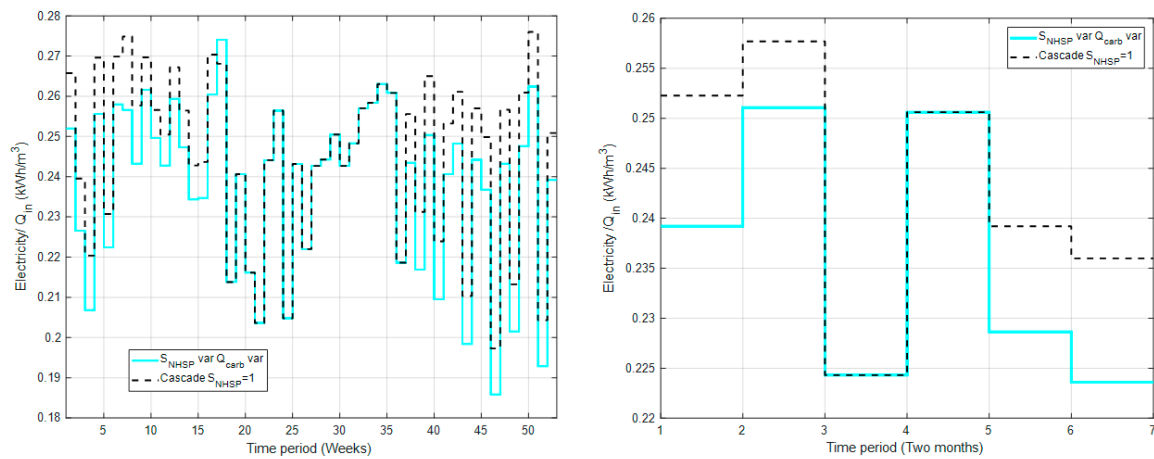 0.28
0.27
0.26
0.25
0.24
0.23
0.22
0.21
0.2
0.19
0.18
Electricity/ Q_in (kWh/m³)
S_NHSP var Q_carb var
Cascade S_NHSP=1
5 10 15 20 25 30 35 40 45 50
Time period (Weeks)
0.26
0.255
0.25
0.245
0.24
0.235
0.23
0.225
0.22
Electricity /Q_in (kWh/m³)
S_NHSP var Q_carb var
Cascade S_NHSP=1
1 2 3 4 5 6 7
Time period (Two months)